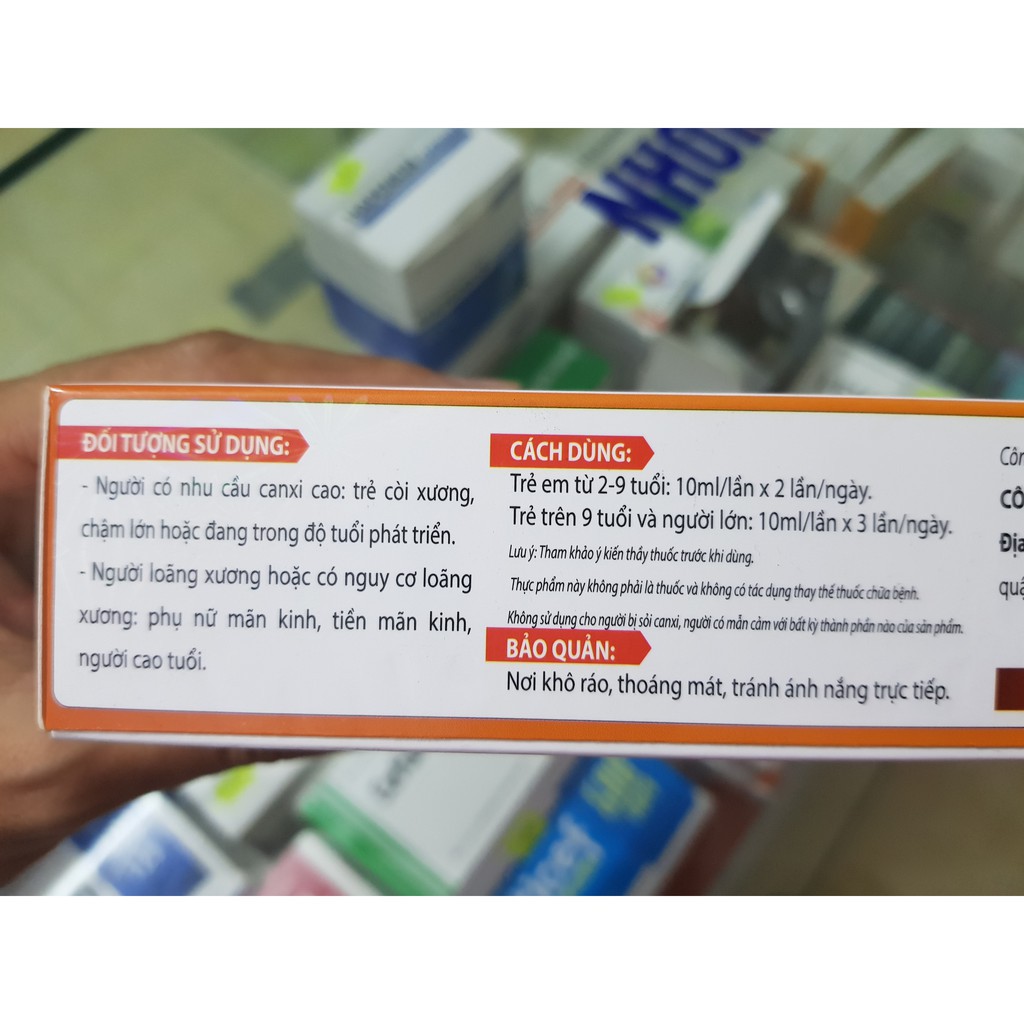 ĐỐI TƯỢNG SỬ DỤNG:
- Người có nhu cầu canxi cao: trẻ còi xương,
chậm lớn hoặc đang trong độ tuổi phát triển.
- Người loãng xương hoặc có nguy cơ loãng
xương: phụ nữ mãn kinh, tiền mãn kinh,
người cao tuổi.
CÁCH DÙNG:
Trẻ em từ 2-9 tuổi: 10ml/lần x 2 lần/ngày.
Trẻ trên 9 tuổi và người lớn: 10ml/lần x 3 lần/ngày.
Lưu ý: Tham khảo ý kiến thầy thuốc trước khi dùng.
Thực phẩm này không phải là thuốc và không có tác dụng thay thế thuốc chữa bệnh.
Không sử dụng cho người bị sỏi canxi, người có mẫn cảm với bất kỳ thành phần nào của sản phẩm.
BẢO QUẢN:
Nơi khô ráo, thoáng mát, tránh ánh nắng trực tiếp.